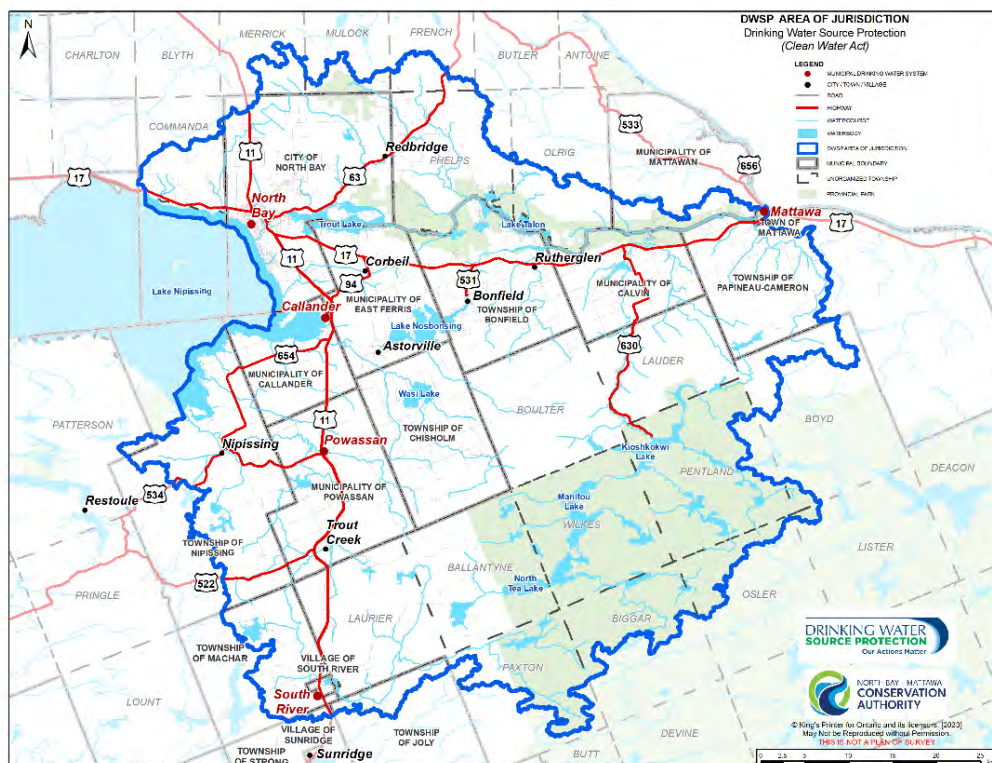 DWSP AREA OF JURISDICTION
Drinking Water Source Protection
(Clean Water Act)
LEGEND
MUNICIPAL DRINKING WATER SYSTEM
CITY / TOWN / VILLAGE
ROAD
HIGHWAY
WATERCOURSE
WATERBODY
DWSP AREA OF JURISDICTION
MUNICIPAL BOUNDARY
UNORGANIZED TOWNSHIP
PROVINCIAL PARK
N
CHARLTON
BLYTH
MERRICK
MULOCK
FRENCH
BUTLER
ANTOINE
COMMANDA
11
CITY OF
NORTH BAY
Redbridge
63
PHELPS
OLRIG
533
MUNICIPALITY OF
MATTAWAN
656
17
North
Bay
Trout Lake
Lake Talon
Mattawa
TOWN OF
MATTAWA
17
11
17
Corbeil
94
Rutherglen
531
Bonfield
TOWNSHIP OF
BONFIELD
MUNICIPALITY OF
CALVIN
TOWNSHIP OF
PAPINEAU-CAMERON
Lake Nipissing
Callander
MUNICIPALITY OF
EAST FERRIS
Lake Nosbonsing
Astorville
654
MUNICIPALITY OF
CALLANDER
630
LAUDER
Wasi Lake
TOWNSHIP OF
CHISHOLM
BOULTER
BOYD
PATTERSON
11
Nipissing
Powassan
Kioshkokwi
Lake
PENTLAND
DEACON
534
Restoule
MUNICIPALITY OF
POWASSAN
Manitou
Lake
WILKES
Trout
Creek
TOWNSHIP OF
NIPISSING
LISTER
522
PRINGLE
BALLANTYNE
North
Tea Lake
OSLER
LAURIER
BIGGAR
TOWNSHIP
OF MACHAR
VILLAGE OF
SOUTH RIVER
PAXTON
South
River
LOUNT
VILLAGE OF
SUNRIDGE
TOWNSHIP
OF JOLY
TOWNSHIP
OF STRONG
Sunridge
BUTT
DEVINE
DRINKING WATER
SOURCE PROTECTION
Our Actions Matter
NORTH BAY - MATTAWA
CONSERVATION
AUTHORITY
© King's Printer for Ontario and its licensors. [2023]
May Not be Reproduced without Permission.
THIS IS NOT A PLAN OF SURVEY
0 5 10 15 20 25